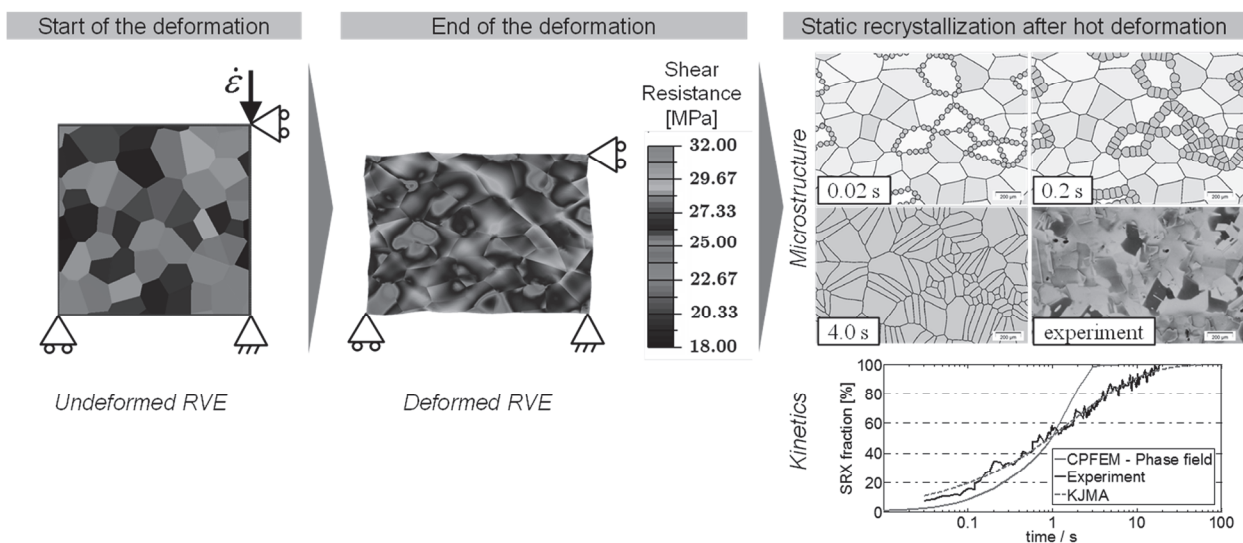 Start of the deformation
End of the deformation
Static recrystallization after hot deformation
ε̇
Undeformed RVE
Deformed RVE
Shear
Resistance
[MPa]
32.00
29.67
27.33
25.00
22.67
20.33
18.00
Microstructure
0.02 s
200 µm
0.2 s
200 µm
4.0 s
200 µm
experiment
200 µm
Kinetics
SRX fraction [%]
100
80
60
40
20
0
CPFEM - Phase field
Experiment
KJMA
0.1
1
10
100
time / s